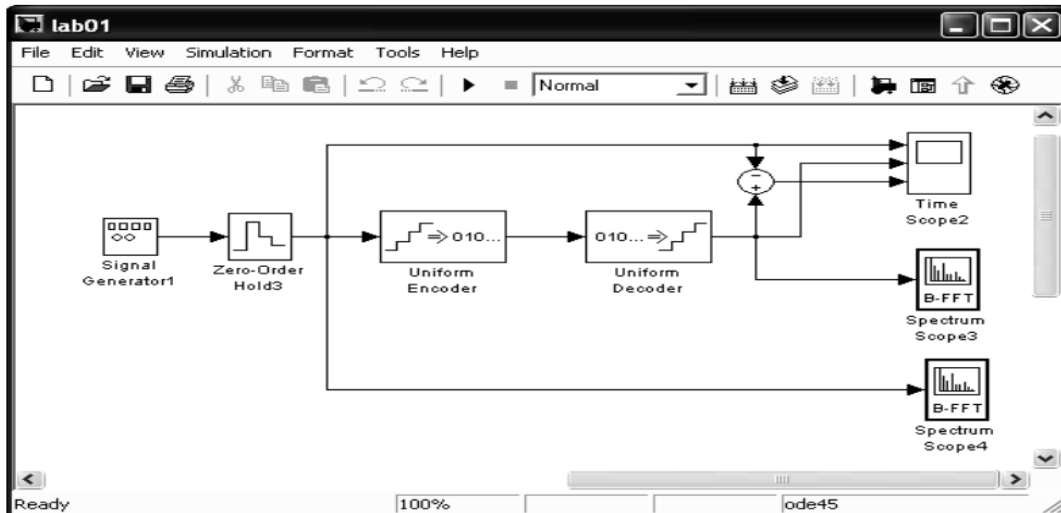 lab01
File Edit View Simulation Format Tools Help
Normal
Time
Scope2
Signal
Generator1
Zero-Order
Hold3
010...
Uniform
Encoder
010...
Uniform
Decoder
B-FFT
Spectrum
Scope3
B-FFT
Spectrum
Scope4
Ready 100% ode45